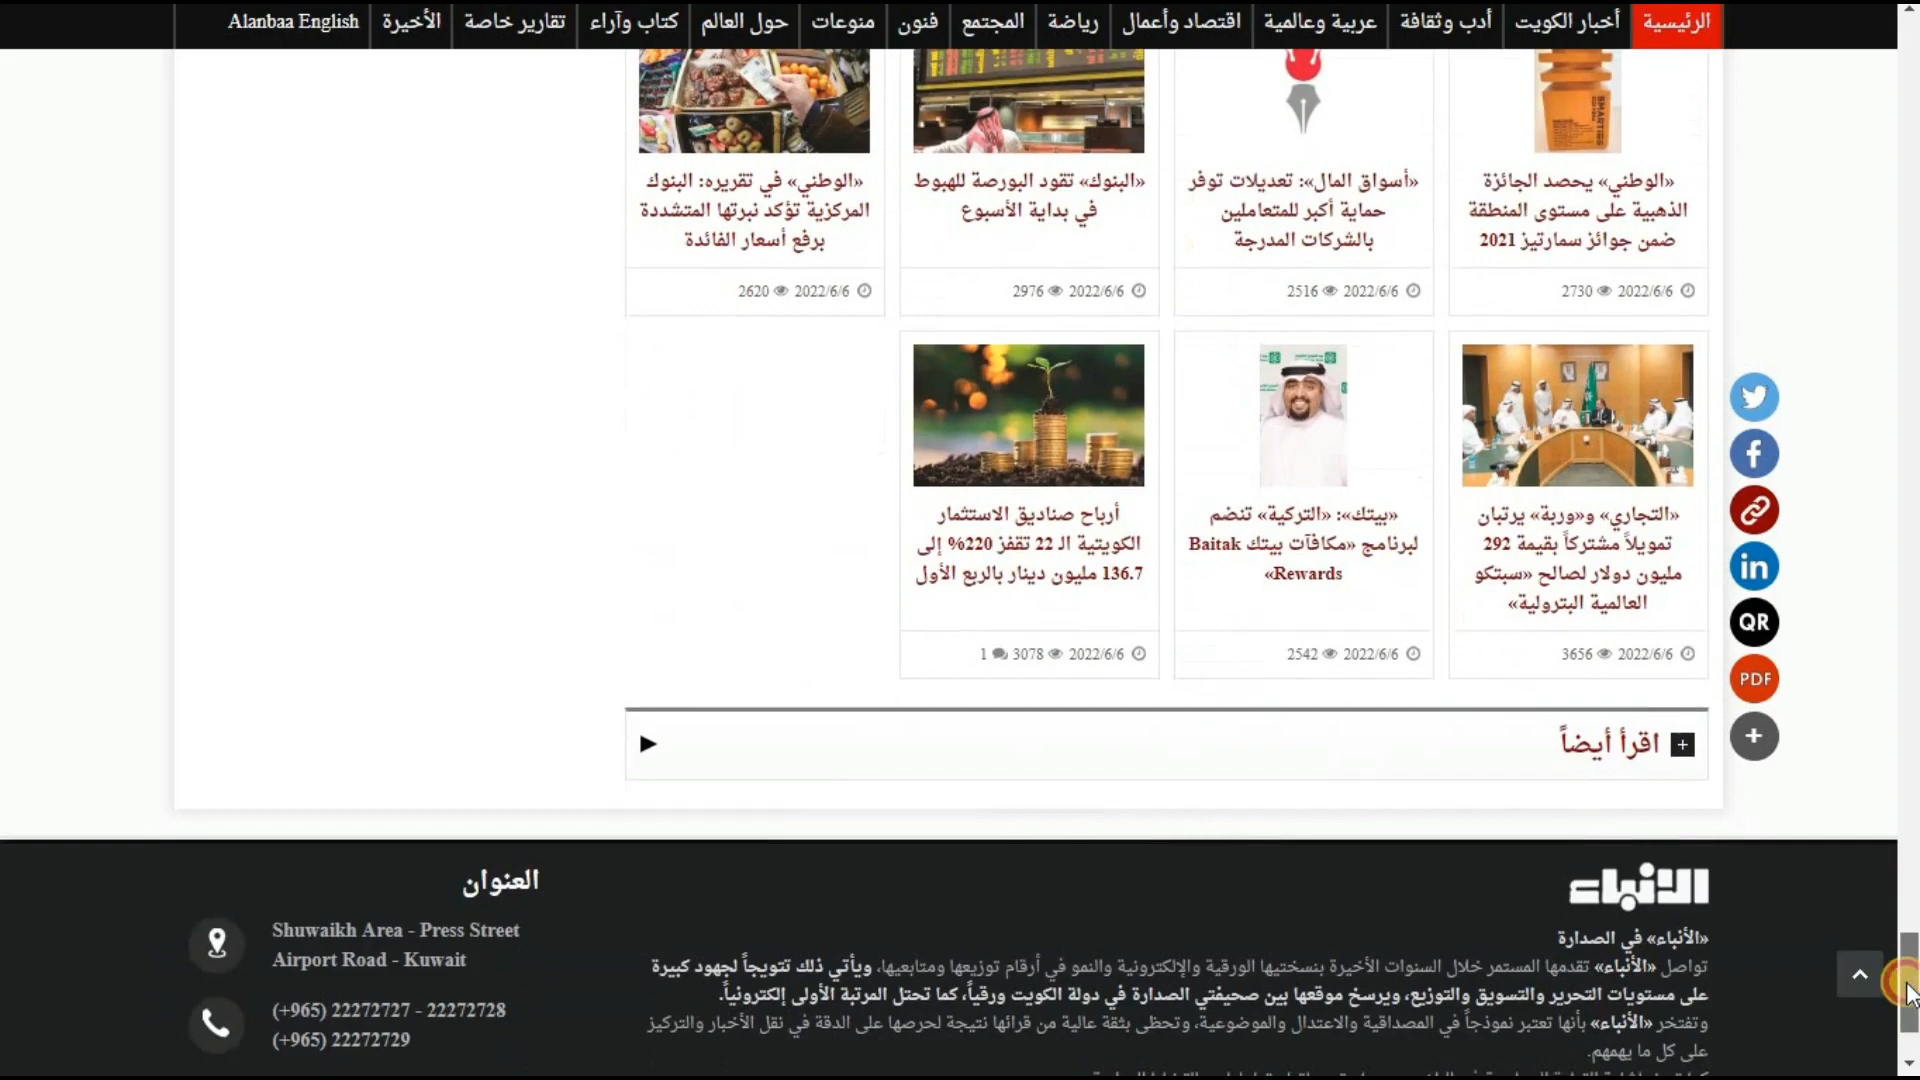 الرئيسية
أخبار الكويت
أدب وثقافة
عربية وعالمية
اقتصاد وأعمال
رياضة
المجتمع
فنون
منوعات
حول العالم
كتاب وآراء
تقارير خاصة
الأخيرة
Alanbaa English
SMARTIES
«الوطني» يحصد الجائزة
الذهبية على مستوى المنطقة
ضمن جوائز سمارتيز 2021
2022/6/6 2730
«أسواق المال»: تعديلات توفر
حماية أكبر للمتعاملين
بالشركات المدرجة
2022/6/6 2516
«البنوك» تقود البورصة للهبوط
في بداية الأسبوع
2022/6/6 2976
«الوطني» في تقريره: البنوك
المركزية تؤكد نبرتها المتشددة
برفع أسعار الفائدة
2022/6/6 2620
«التجاري» و«وربة» يرتبان
تمويلاً مشتركاً بقيمة 292
مليون دولار لصالح «سبتكو
العالمية البترولية»
2022/6/6 3656
«بيتك»: «التركية» تنضم
لبرنامج «مكافآت بيتك Baitak
Rewards»
2022/6/6 2542
أرباح صناديق الاستثمار
الكويتية الـ 22 تقفز 220% إلى
136.7 مليون دينار بالربع الأول
2022/6/6 3078 1
QR
PDF
اقرأ أيضاً
الأنباء
«الأنباء» في الصدارة
تواصل «الأنباء» تقدمها المستمر خلال السنوات الأخيرة بنسختيها الورقية والإلكترونية والنمو في أرقام توزيعها ومتابعيها، ويأتي ذلك تتويجاً لجهود كبيرة
على مستويات التحرير والتسويق والتوزيع، ويرسخ موقعها بين صحيفتي الصدارة في دولة الكويت ورقياً، كما تحتل المرتبة الأولى إلكترونياً.
وتفتخر «الأنباء» بأنها تعتبر نموذجاً في المصداقية والاعتدال والموضوعية، وتحظى بثقة عالية من قرائها نتيجة لحرصها على الدقة في نقل الأخبار والتركيز
على كل ما يهمهم.
العنوان
Shuwaikh Area - Press Street
Airport Road - Kuwait
(+965) 22272727 - 22272728
(+965) 22272729